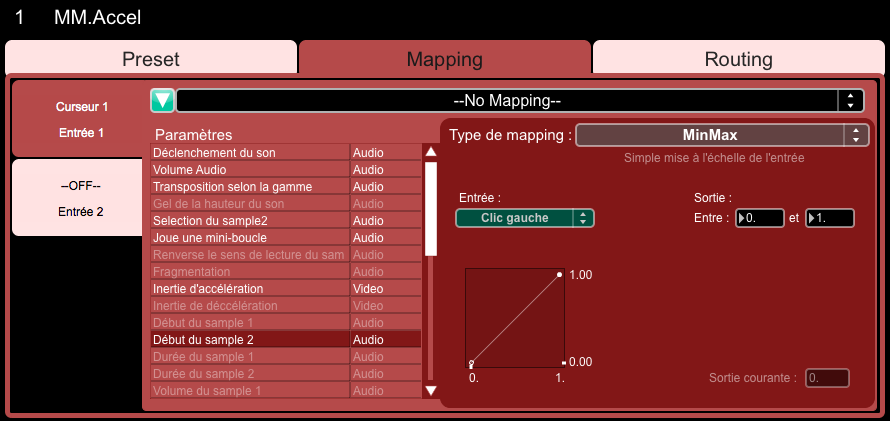 1 MM.Accel
Preset Mapping Routing
Curseur 1
Entrée 1
--OFF--
Entrée 2
--No Mapping--
Paramètres
Déclenchement du son Audio
Volume Audio Audio
Transposition selon la gamme Audio
Gel de la hauteur du son Audio
Selection du sample2 Audio
Joue une mini-boucle Audio
Renverse le sens de lecture du sam Audio
Fragmentation Audio
Inertie d'accélération Video
Inertie de déccélération Video
Début du sample 1 Audio
Début du sample 2 Audio
Durée du sample 1 Audio
Durée du sample 2 Audio
Volume du sample 1 Audio
Type de mapping : MinMax
Simple mise à l'échelle de l'entrée
Entrée :
Clic gauche
Sortie :
Entre : 0. et 1.
1.00
0.00
0. 1.
Sortie courante : 0.